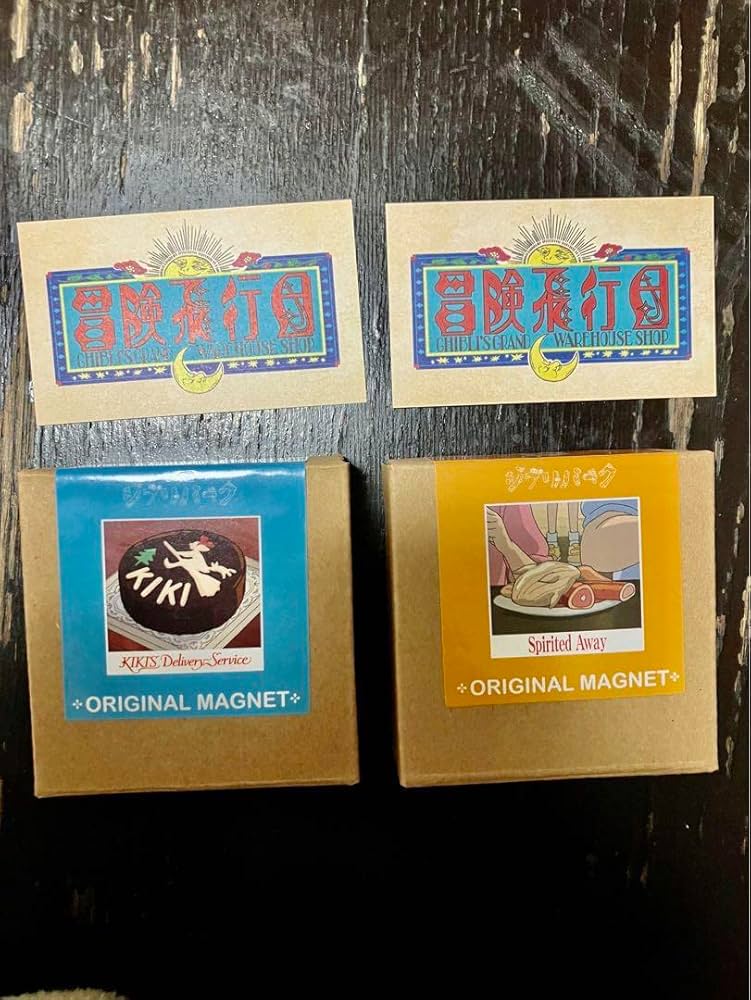 冒険飛行団
GHIBLI'S GRAND WAREHOUSE SHOP
冒険飛行団
GHIBLI'S GRAND WAREHOUSE SHOP
ジブリパーク
KIKI
KIKI'S Delivery Service
ORIGINAL MAGNET
ジブリパーク
Spirited Away
ORIGINAL MAGNET